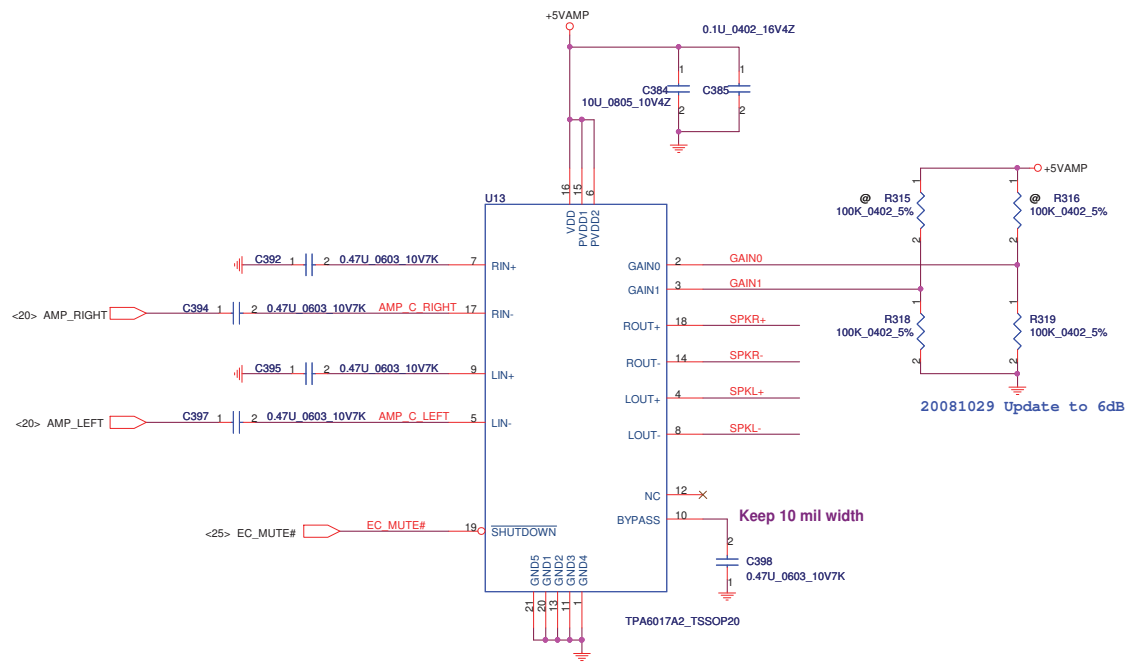 +5VAMP
0.1U_0402_16V4Z
1
1
C384
C385
10U_0805_10V4Z
2
2
+5VAMP
1
1
@ R315
100K_0402_5%
@ R316
100K_0402_5%
2
2
U13
16
15
6
VDD
PVDD1
PVDD2
C392 1 2 0.47U_0603_10V7K 7 RIN+
GAIN0 2 GAIN0
GAIN1 3 GAIN1
<20> AMP_RIGHT C394 1 2 0.47U_0603_10V7K AMP_C_RIGHT 17 RIN-
1
1
R318
100K_0402_5%
R319
100K_0402_5%
2
2
ROUT+ 18 SPKR+
ROUT- 14 SPKR-
C395 1 2 0.47U_0603_10V7K 9 LIN+
LOUT+ 4 SPKL+
20081029 Update to 6dB
<20> AMP_LEFT C397 1 2 0.47U_0603_10V7K AMP_C_LEFT 5 LIN-
LOUT- 8 SPKL-
NC 12
BYPASS 10
Keep 10 mil width
<25> EC_MUTE# EC_MUTE# 19 SHUTDOWN
2
C398
0.47U_0603_10V7K
1
GND5
GND1
GND2
GND3
GND4
21
20
13
11
1
TPA6017A2_TSSOP20